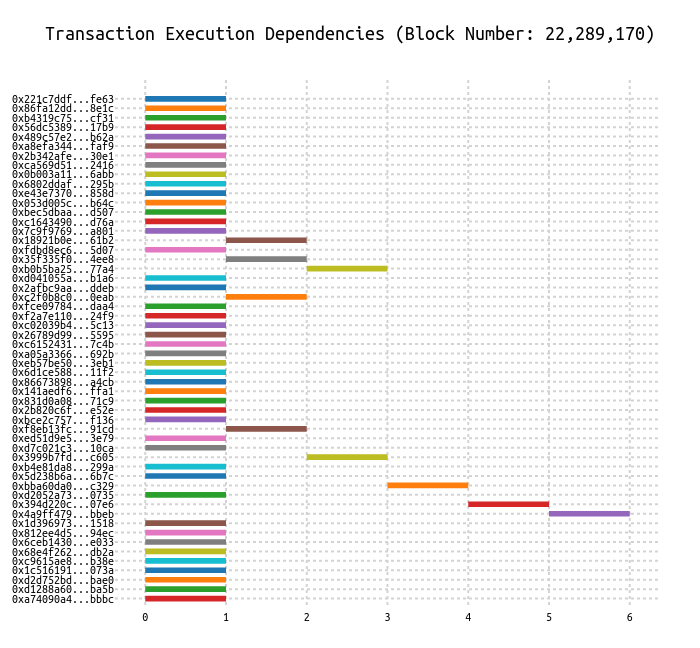 Transaction Execution Dependencies (Block Number: 22,289,170)
0x221c7ddf...fe63
0x86fa12dd...8e1c
0xb4319c75...cf31
0x56dc5389...17b9
0x489c57e2...b62a
0xa8efa344...faf9
0x2b342afe...30e1
0xca569d51...2416
0x0b003a11...6abb
0x6802ddaf...295b
0xe43e7370...858d
0x053d005c...b64c
0xbec5dbaa...d507
0xc1643490...d76a
0x7c9f9769...a801
0x18921b0e...61b2
0xfdbd8ec6...5d07
0x35f335f0...4ee8
0xb0b5ba25...77a4
0xd041055a...b1a6
0x2afbc9aa...ddeb
0xc2f0b8c0...0eab
0xfce09784...daa4
0xf2a7e110...24f9
0xc02039b4...5c13
0x26789d99...5595
0xc6152431...7c4b
0xa05a3366...692b
0xeb57be50...3eb1
0x6d1ce588...11f2
0x86673898...a4cb
0x141aedf6...ffa1
0x831d0a08...71c9
0x2b820c6f...e52e
0xbce2c757...f136
0xf8eb13fc...91cd
0xed51d9e5...3e79
0xd7c021c3...10ca
0x3999b7fd...c605
0xb4e81da8...299a
0x5d238b6a...6b7c
0xbba60da0...c329
0xd2052a73...0735
0x394d220c...07e6
0x4a9ff479...bbeb
0x1d396973...1518
0x812ee4d5...94ec
0x6ceb1430...e033
0x68e4f262...db2a
0xc9615ae8...b38e
0x1c516191...073a
0xd2d752bd...bae0
0xd1288a60...ba5b
0xa74090a4...bbbc
0 1 2 3 4 5 6